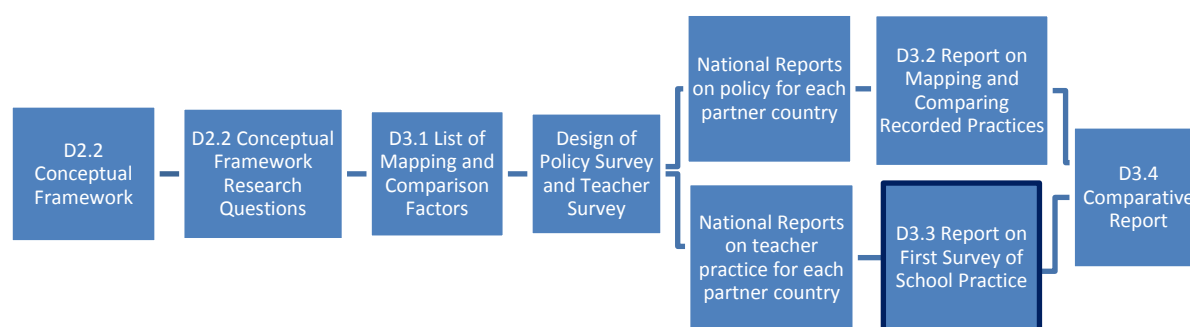 D2.2
Conceptual
Framework
D2.2 Conceptual
Framework
Research
Questions
D3.1 List of
Mapping and
Comparison
Factors
Design of
Policy Survey
and Teacher
Survey
National Reports
on policy for each
partner country
D3.2 Report on
Mapping and
Comparing
Recorded Practices
National Reports
on teacher
practice for each
partner country
D3.3 Report on
First Survey of
School Practice
D3.4
Comparative
Report